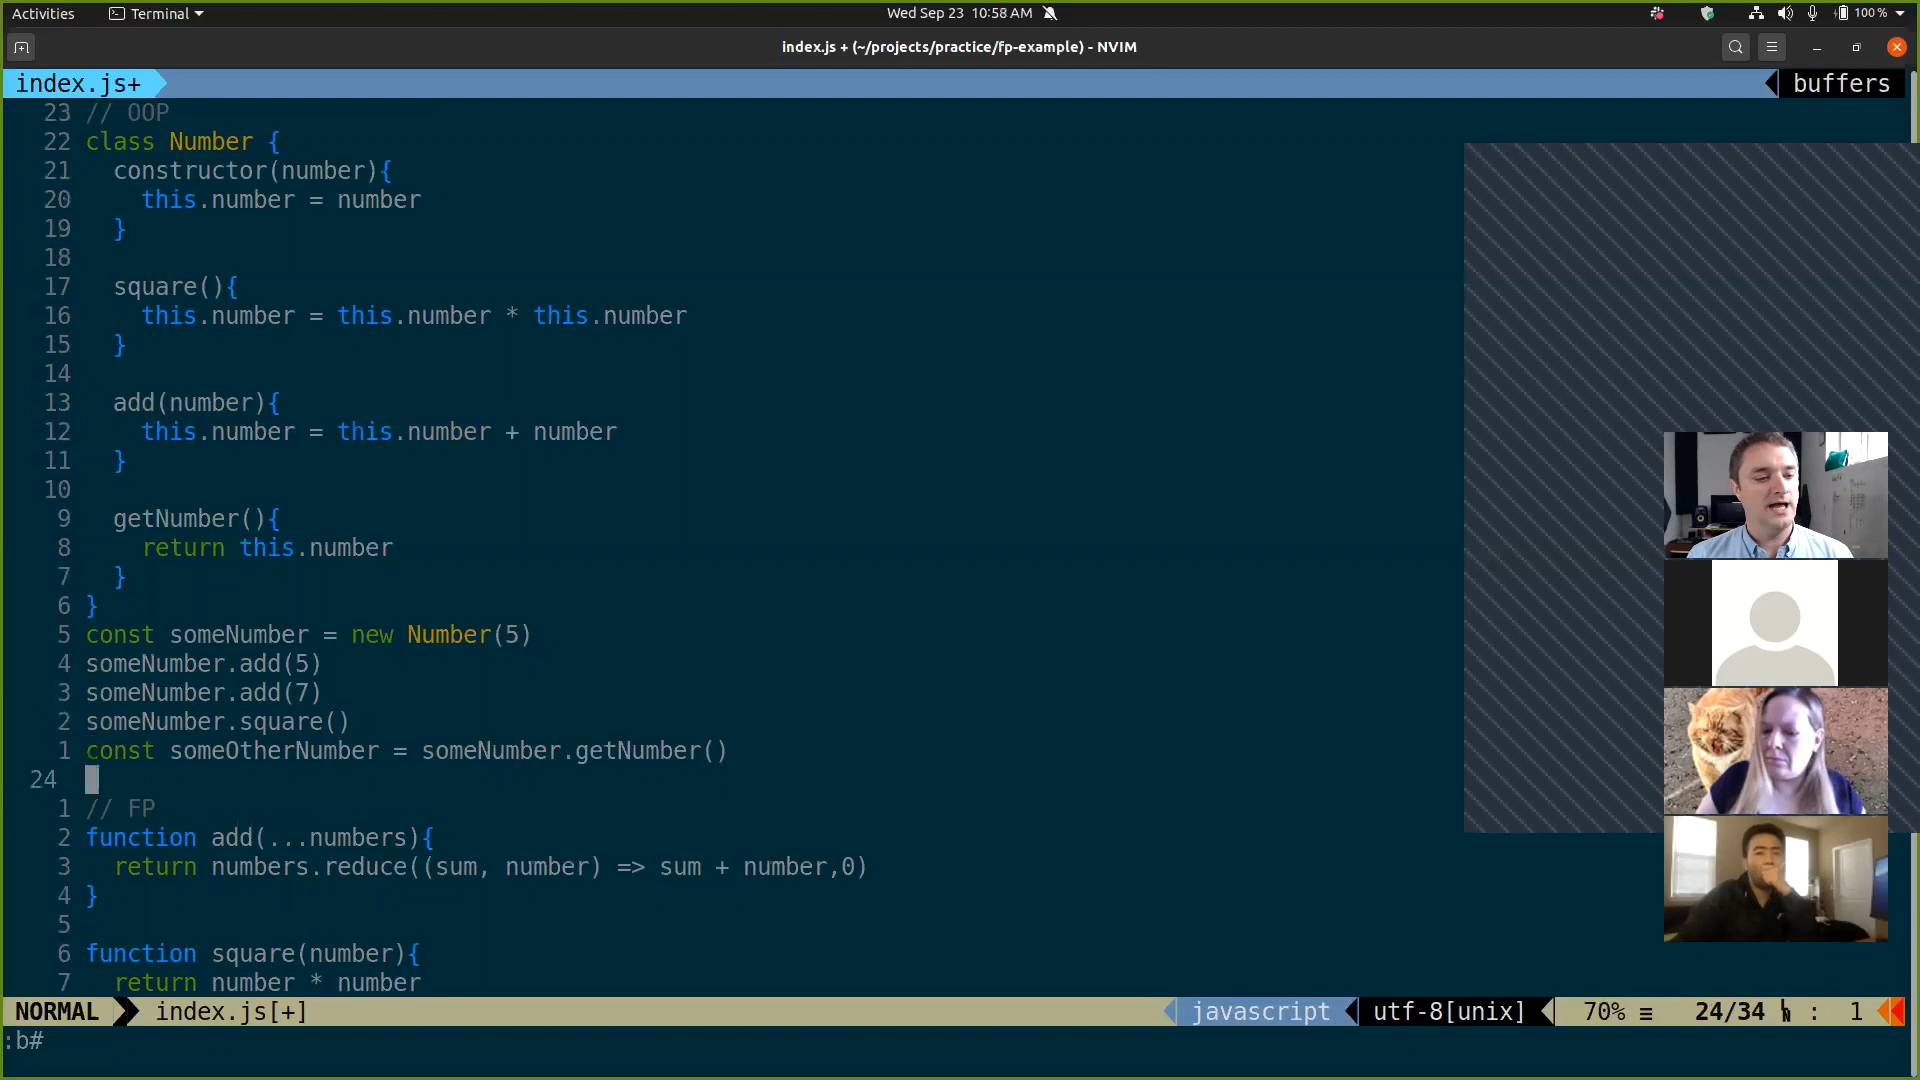 Activities Terminal Wed Sep 23 10:58 AM 100 %
index.js + (~/projects/practice/fp-example) - NVIM
index.js+ buffers
23 // OOP
22 class Number {
21 constructor(number){
20 this.number = number
19 }
18
17 square(){
16 this.number = this.number * this.number
15 }
14
13 add(number){
12 this.number = this.number + number
11 }
10
9 getNumber(){
8 return this.number
7 }
6 }
5 const someNumber = new Number(5)
4 someNumber.add(5)
3 someNumber.add(7)
2 someNumber.square()
1 const someOtherNumber = someNumber.getNumber()
24
1 // FP
2 function add(...numbers){
3 return numbers.reduce((sum, number) => sum + number,0)
4 }
5
6 function square(number){
7 return number * number
NORMAL index.js[+] javascript utf-8[unix] 70% ≡ 24/34 : 1
:b#